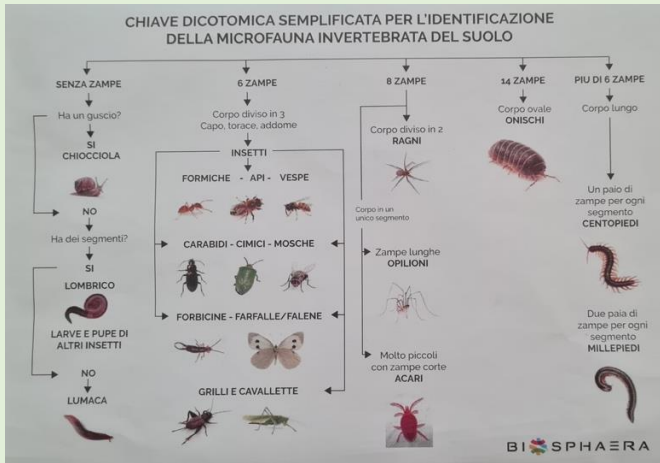 CHIAVE DICOTOMICA SEMPLIFICATA PER L'IDENTIFICAZIONE
DELLA MICROFAUNA INVERTEBRATA DEL SUOLO
SENZA ZAMPE
Ha un guscio?
SI
CHIOCCIOLA
NO
Ha dei segmenti?
SI
LOMBRICO
LARVE E PUPE DI
ALTRI INSETTI
NO
LUMACA
6 ZAMPE
Corpo diviso in 3
Capo, torace, addome
INSETTI
FORMICHE - API - VESPE
CARABIDI - CIMICI - MOSCHE
FORBICINE - FARFALLE/FALENE
GRILLI E CAVALLETTE
8 ZAMPE
Corpo diviso in 2
RAGNI
Corpo in un
unico segmento
Zampe lunghe
OPILIONI
Molto piccoli
con zampe corte
ACARI
14 ZAMPE
Corpo ovale
ONISCHI
PIU DI 6 ZAMPE
Corpo lungo
Un paio di
zampe per ogni
segmento
CENTOPIEDI
Due paia di
zampe per ogni
segmento
MILLEPIEDI
BIOSPHAERA